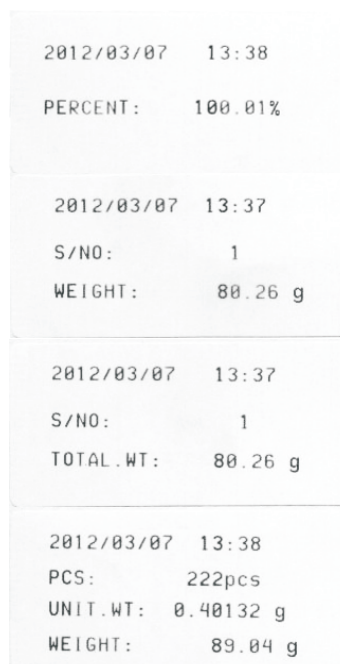 2012/03/07 13:38
PERCENT: 100.01%
2012/03/07 13:37
S/NO: 1
WEIGHT: 80.26 g
2012/03/07 13:37
S/NO: 1
TOTAL.WT: 80.26 g
2012/03/07 13:38
PCS: 222pcs
UNIT.WT: 0.40132 g
WEIGHT: 89.04 g